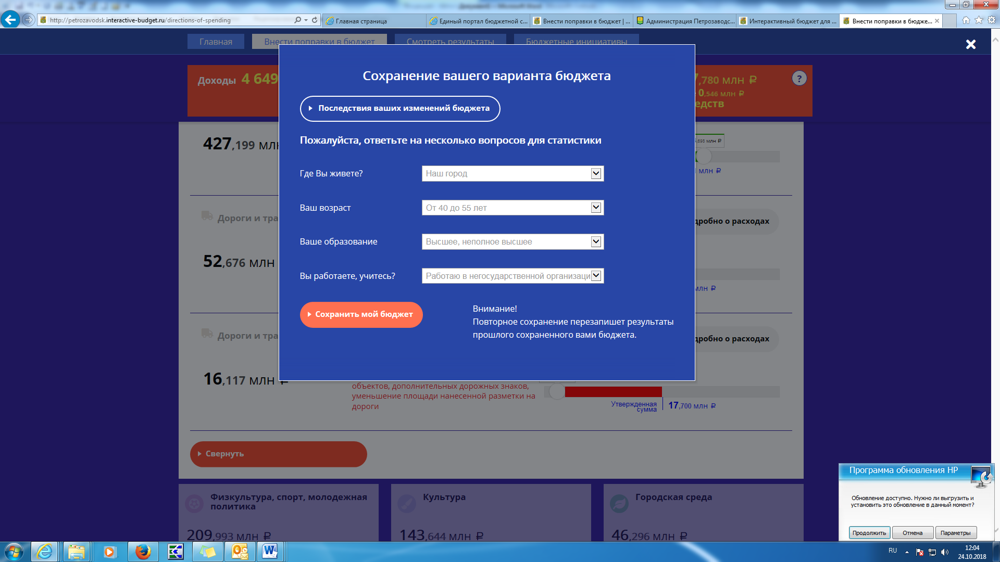 http://petrozavodsk.interactive-budget.ru/directions-of-spending
Главная страница
Единый портал бюджетной с...
Внести поправки в бюджет | ...
Администрация Петрозаводс...
Интерактивный бюджет для ...
Внести поправки в бюдже...
Главная
Внести поправки в бюджет
Смотреть результаты
Бюджетные инициативы
Доходы 4 649
,780 млн ₽
0,546 млн ₽
едств
?
Сохранение вашего варианта бюджета
Последствия ваших изменений бюджета
Пожалуйста, ответьте на несколько вопросов для статистики
Где Вы живете? Наш город
Ваш возраст От 40 до 55 лет
Ваше образование Высшее, неполное высшее
Вы работаете, учитесь? Работаю в негосударственной организаци
Сохранить мой бюджет
Внимание!
Повторное сохранение перезапишет результаты
прошлого сохраненного вами бюджета.
427,199 млн
млн ₽
Дороги и тра
дробно о расходах
52,676 млн
млн ₽
Дороги и тра
дробно о расходах
16,117 млн ₽
объектов, дополнительных дорожных знаков,
уменьшение площади нанесенной разметки на
дороги
Утвержденная
сумма
17,700 млн ₽
Свернуть
Физкультура, спорт, молодежная
политика
209,993 млн ₽
Культура
143,644 млн ₽
Городская среда
46,296 млн ₽
Программа обновления HP
Обновление доступно. Нужно ли выгрузить и
установить это обновление в данный момент?
Продолжить
Отмена
Параметры
RU
12:04
24.10.2018